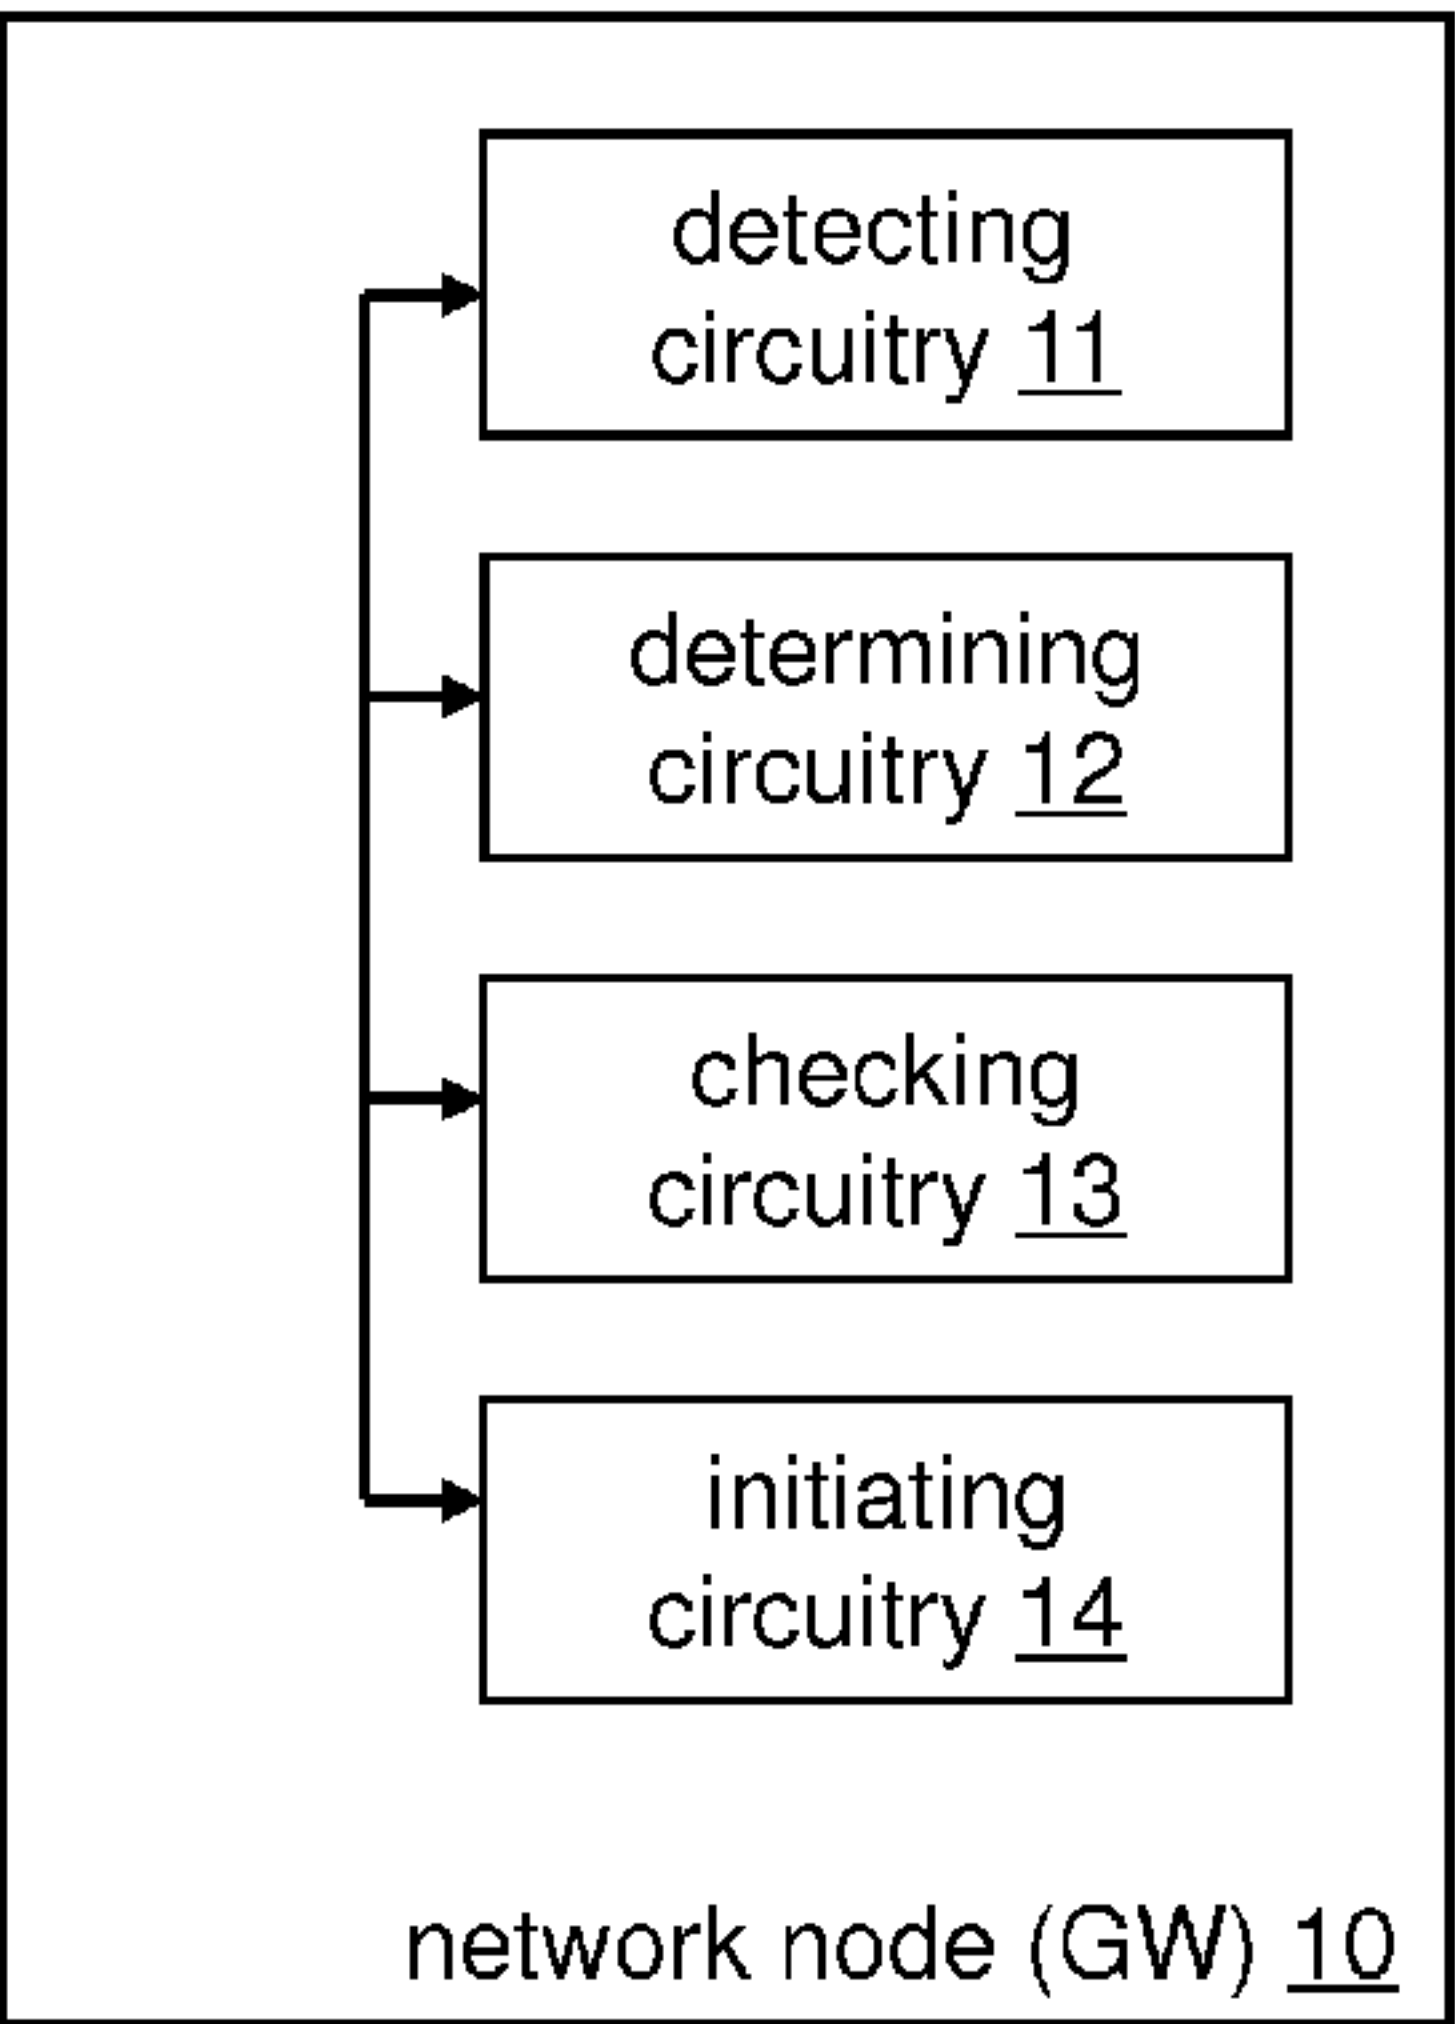 detecting
circuitry 11
determining
circuitry 12
checking
circuitry 13
initiating
circuitry 14
network node (GW) 10